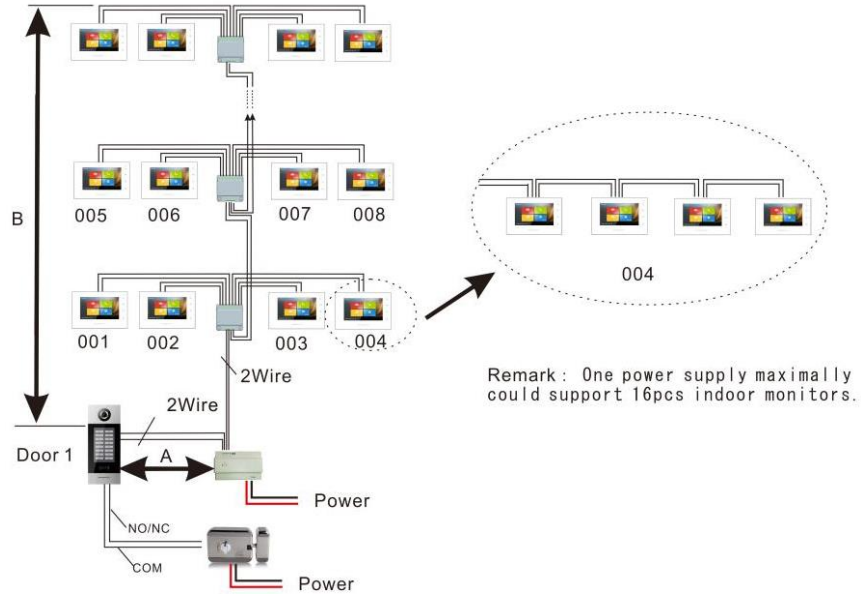 B
005
006
007
008
004
001
002
003
004
2Wire
Remark : One power supply maximally
could support 16pcs indoor monitors.
2Wire
Door 1
A
Power
NO/NC
COM
Power